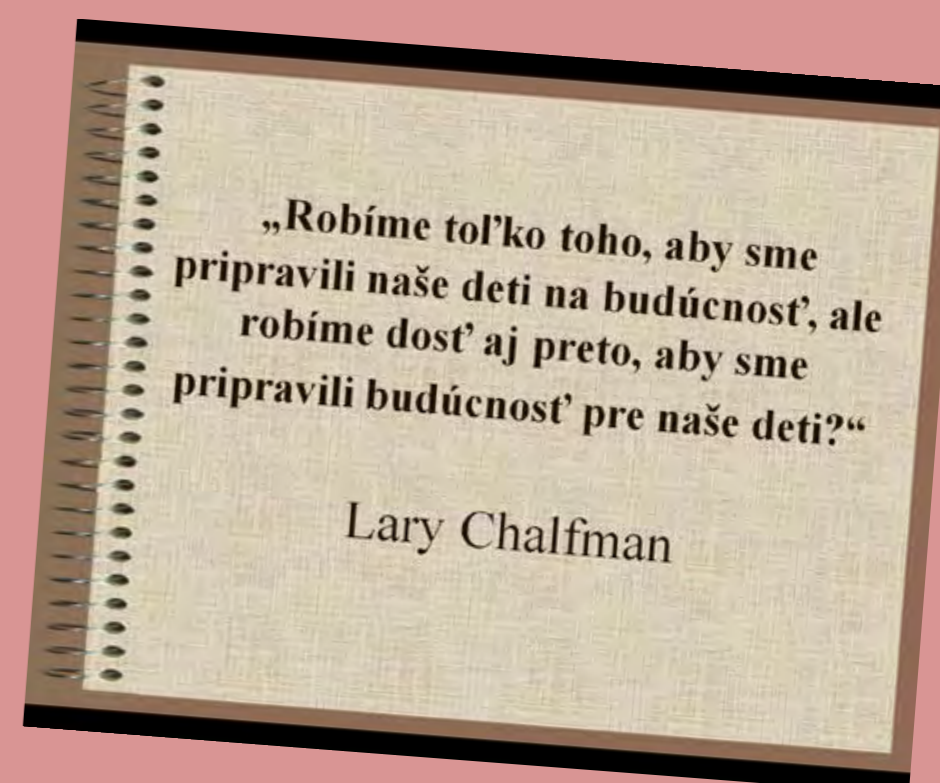 „Robíme toľko toho, aby sme
pripravili naše deti na budúcnosť, ale
robíme dosť aj preto, aby sme
pripravili budúcnosť pre naše deti?“
Lary Chalfman